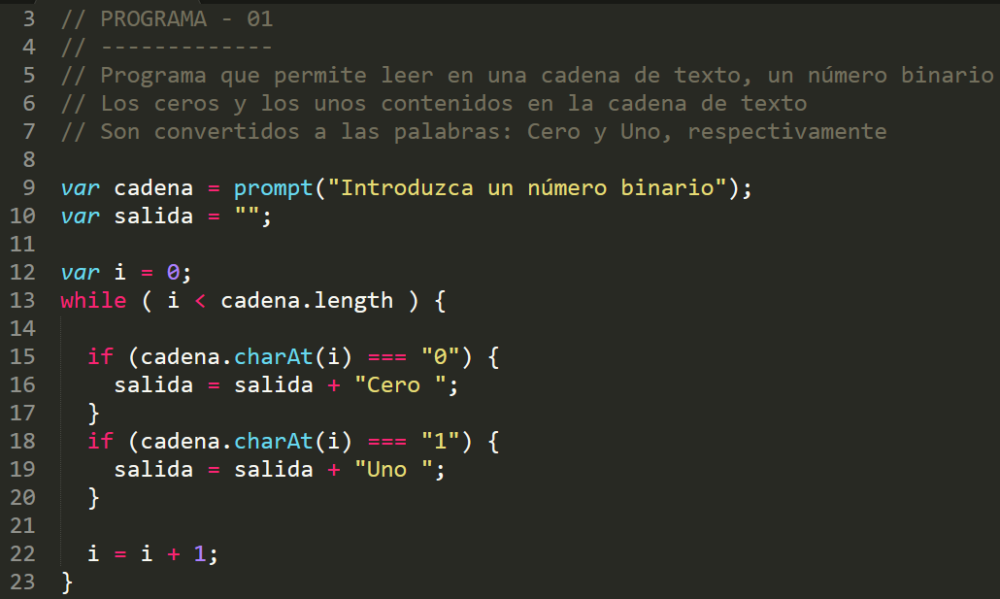 3 // PROGRAMA - 01
4 // -------------
5 // Programa que permite leer en una cadena de texto, un número binario
6 // Los ceros y los unos contenidos en la cadena de texto
7 // Son convertidos a las palabras: Cero y Uno, respectivamente
8
9 var cadena = prompt("Introduzca un número binario");
10 var salida = "";
11
12 var i = 0;
13 while ( i < cadena.length ) {
14
15   if (cadena.charAt(i) === "0") {
16     salida = salida + "Cero ";
17   }
18   if (cadena.charAt(i) === "1") {
19     salida = salida + "Uno ";
20   }
21
22   i = i + 1;
23 }